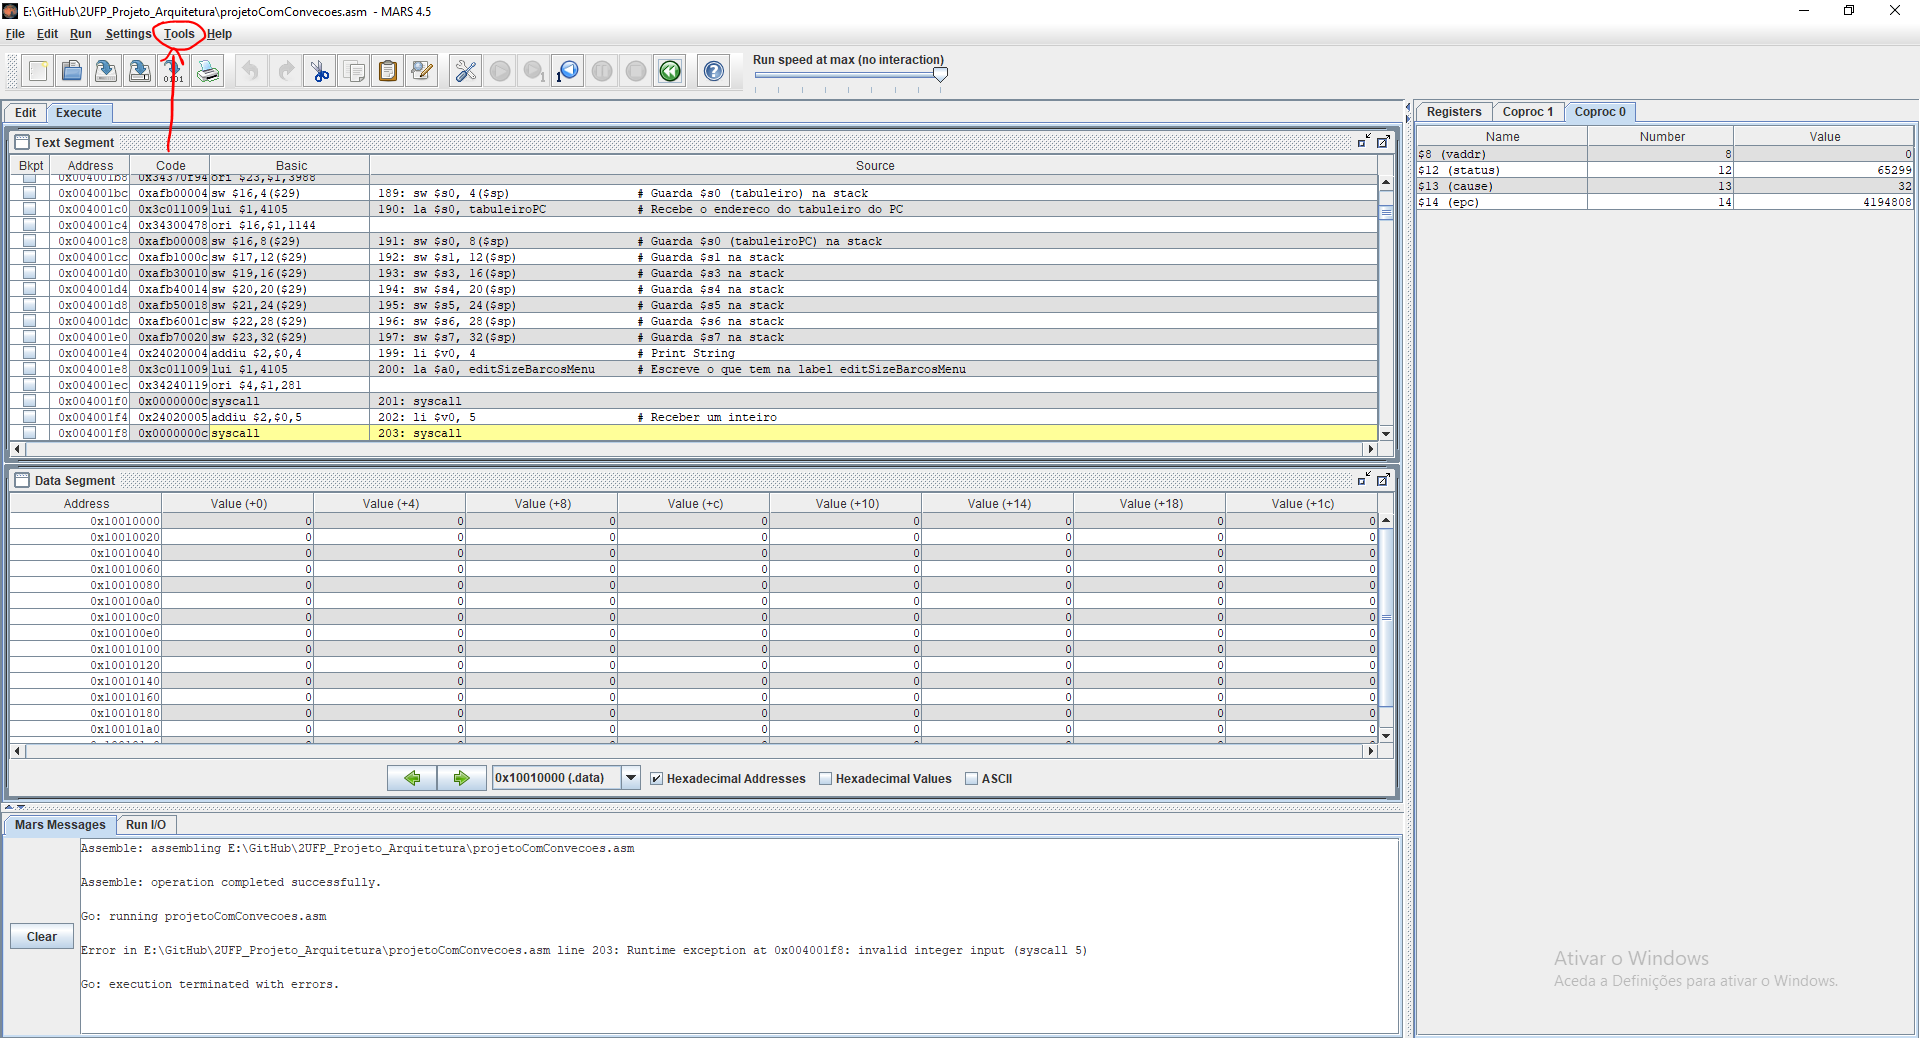 E:\GitHub\2UFP_Projeto_Arquitetura\projetoComConvecoes.asm - MARS 4.5
File Edit Run Settings Tools Help
Run speed at max (no interaction)
Edit Execute
Text Segment
Bkpt Address Code Basic Source
0x004001b8 0x34370f94 ori $23,$1,3988
0x004001bc 0xafb00004 sw $16,4($29) 189: sw $s0, 4($sp) # Guarda $s0 (tabuleiro) na stack
0x004001c0 0x3c011009 lui $1,4105 190: la $s0, tabuleiroPC # Recebe o endereco do tabuleiro do PC
0x004001c4 0x34300478 ori $16,$1,1144
0x004001c8 0xafb00008 sw $16,8($29) 191: sw $s0, 8($sp) # Guarda $s0 (tabuleiroPC) na stack
0x004001cc 0xafb1000c sw $17,12($29) 192: sw $s1, 12($sp) # Guarda $s1 na stack
0x004001d0 0xafb30010 sw $19,16($29) 193: sw $s3, 16($sp) # Guarda $s3 na stack
0x004001d4 0xafb40014 sw $20,20($29) 194: sw $s4, 20($sp) # Guarda $s4 na stack
0x004001d8 0xafb50018 sw $21,24($29) 195: sw $s5, 24($sp) # Guarda $s5 na stack
0x004001dc 0xafb6001c sw $22,28($29) 196: sw $s6, 28($sp) # Guarda $s6 na stack
0x004001e0 0xafb70020 sw $23,32($29) 197: sw $s7, 32($sp) # Guarda $s7 na stack
0x004001e4 0x24020004 addiu $2,$0,4 199: li $v0, 4 # Print String
0x004001e8 0x3c011009 lui $1,4105 200: la $a0, editSizeBarcosMenu # Escreve o que tem na label editSizeBarcosMenu
0x004001ec 0x34240119 ori $4,$1,281
0x004001f0 0x0000000c syscall 201: syscall
0x004001f4 0x24020005 addiu $2,$0,5 202: li $v0, 5 # Receber um inteiro
0x004001f8 0x0000000c syscall 203: syscall
Data Segment
Address Value (+0) Value (+4) Value (+8) Value (+c) Value (+10) Value (+14) Value (+18) Value (+1c)
0x10010000 0 0 0 0 0 0 0 0
0x10010020 0 0 0 0 0 0 0 0
0x10010040 0 0 0 0 0 0 0 0
0x10010060 0 0 0 0 0 0 0 0
0x10010080 0 0 0 0 0 0 0 0
0x100100a0 0 0 0 0 0 0 0 0
0x100100c0 0 0 0 0 0 0 0 0
0x100100e0 0 0 0 0 0 0 0 0
0x10010100 0 0 0 0 0 0 0 0
0x10010120 0 0 0 0 0 0 0 0
0x10010140 0 0 0 0 0 0 0 0
0x10010160 0 0 0 0 0 0 0 0
0x10010180 0 0 0 0 0 0 0 0
0x100101a0 0 0 0 0 0 0 0 0
0x10010000 (.data) Hexadecimal Addresses Hexadecimal Values ASCII
Mars Messages Run I/O
Assemble: assembling E:\GitHub\2UFP_Projeto_Arquitetura\projetoComConvecoes.asm
Assemble: operation completed successfully.
Go: running projetoComConvecoes.asm
Clear
Error in E:\GitHub\2UFP_Projeto_Arquitetura\projetoComConvecoes.asm line 203: Runtime exception at 0x004001f8: invalid integer input (syscall 5)
Go: execution terminated with errors.
Registers Coproc 1 Coproc 0
Name Number Value
$8 (vaddr) 8 0
$12 (status) 12 65299
$13 (cause) 13 32
$14 (epc) 14 4194808
Ativar o Windows
Aceda a Definições para ativar o Windows.